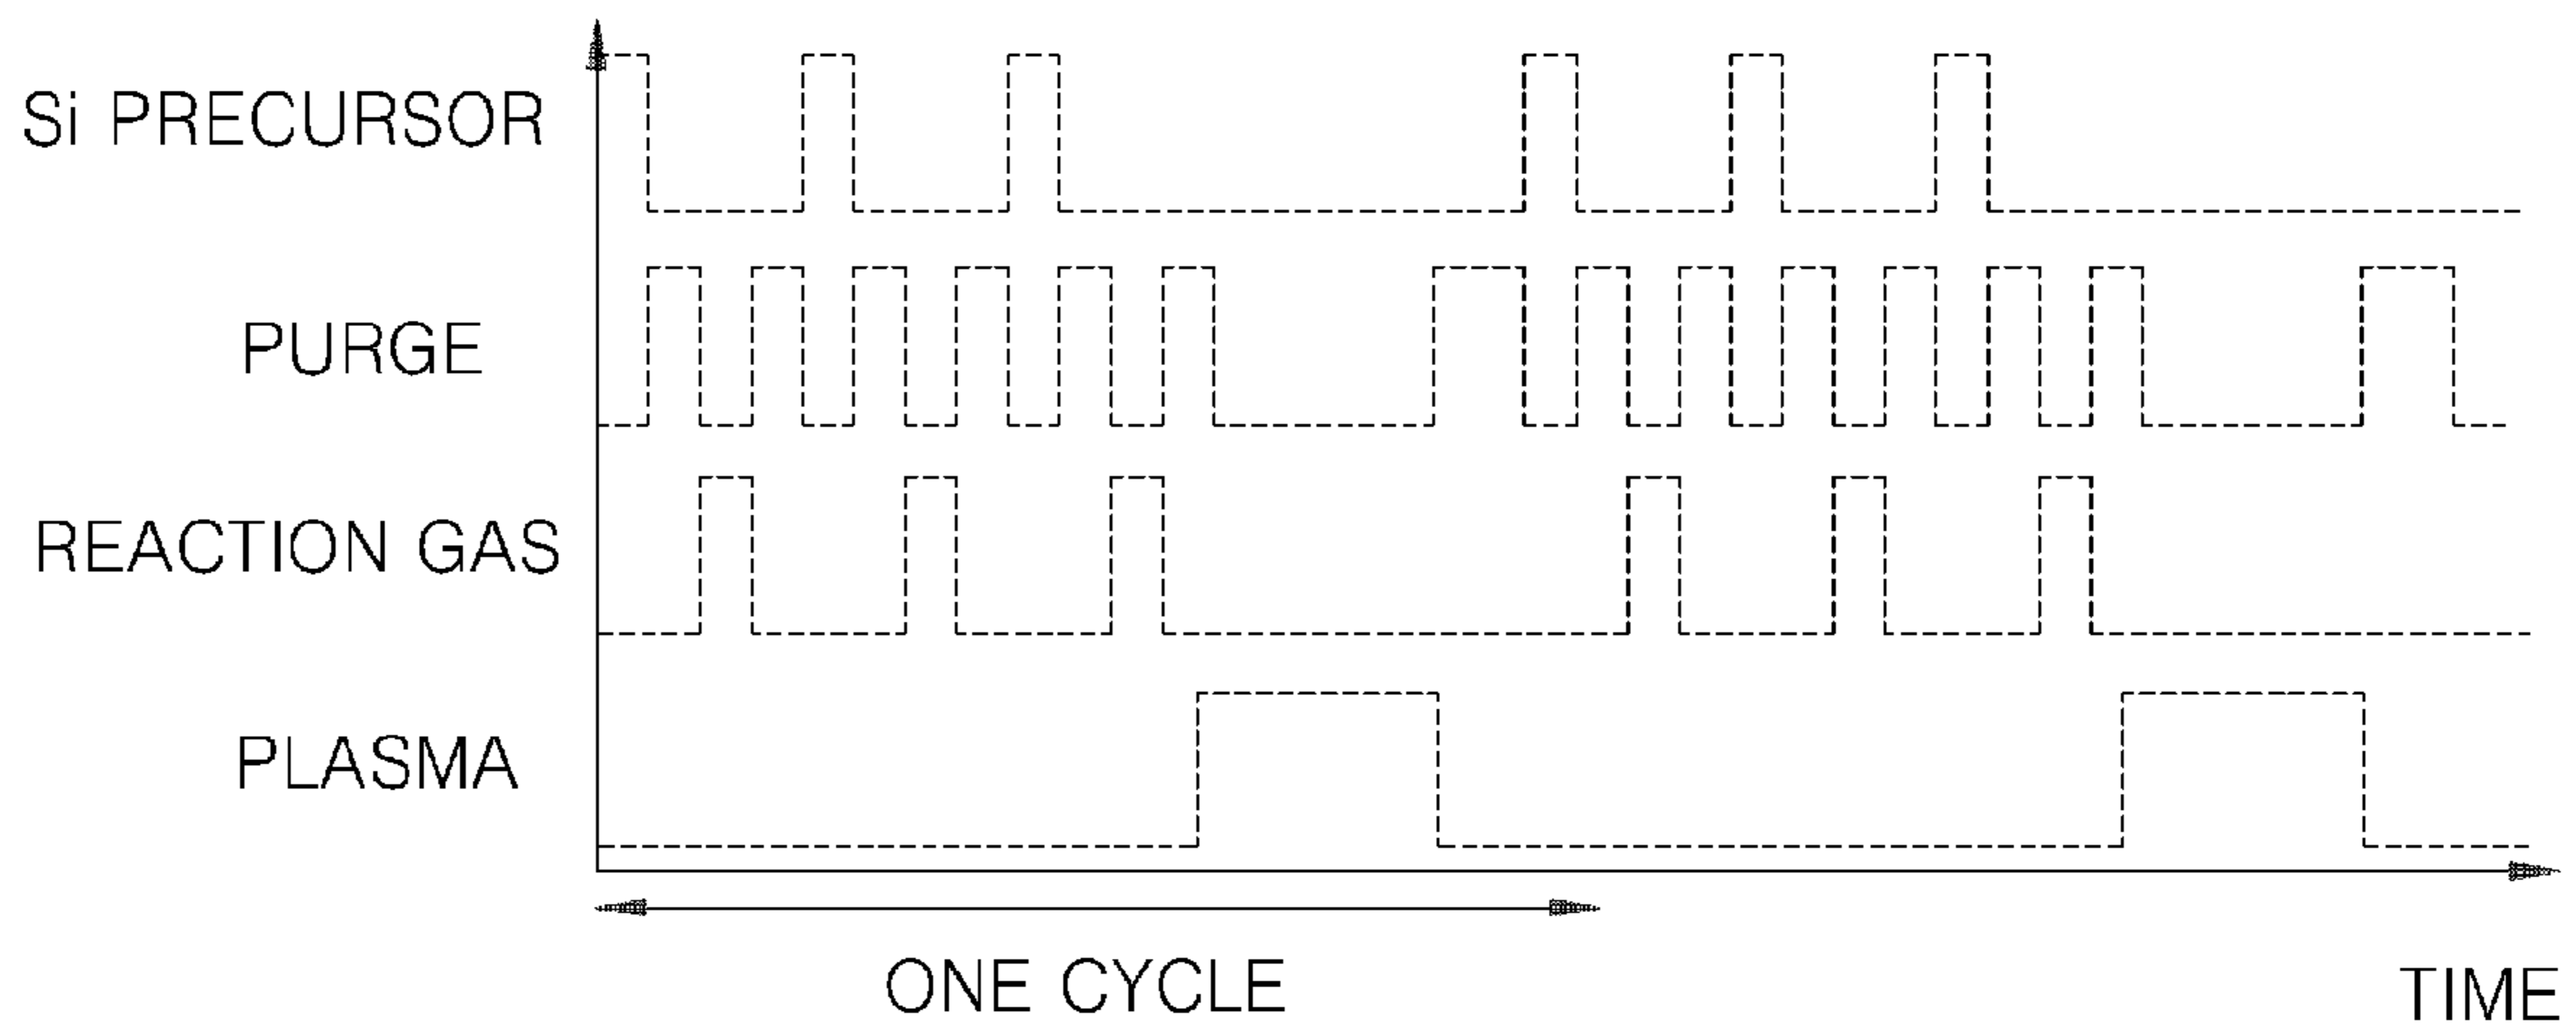 Si PRECURSOR
PURGE
REACTION GAS
PLASMA
ONE CYCLE
TIME